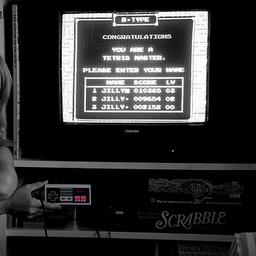 B-TYPE
CONGRATULATIONS
YOU ARE A
TETRIS MASTER.
PLEASE ENTER YOUR NAME
NAME SCORE LV
1 JILLYB 010365 03
2 JILLY- 009654 02
3 JILLY- 002152 00
TOSHIBA
SCRABBLE